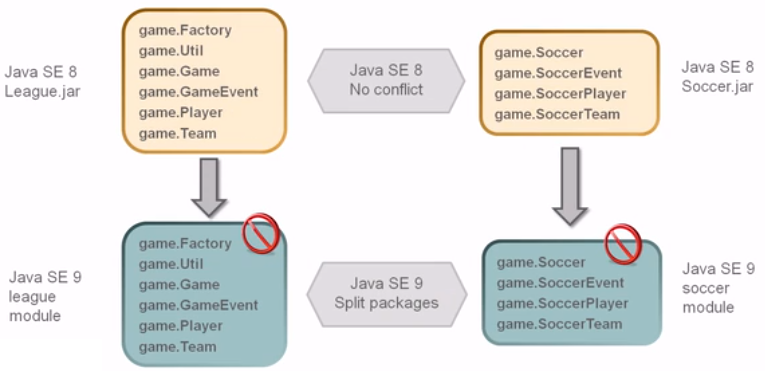 Java SE 8
League.jar
game.Factory
game.Util
game.Game
game.GameEvent
game.Player
game.Team
Java SE 8
No conflict
game.Soccer
game.SoccerEvent
game.SoccerPlayer
game.SoccerTeam
Java SE 8
Soccer.jar
Java SE 9
league
module
game.Factory
game.Util
game.Game
game.GameEvent
game.Player
game.Team
Java SE 9
Split packages
game.Soccer
game.SoccerEvent
game.SoccerPlayer
game.SoccerTeam
Java SE 9
soccer
module